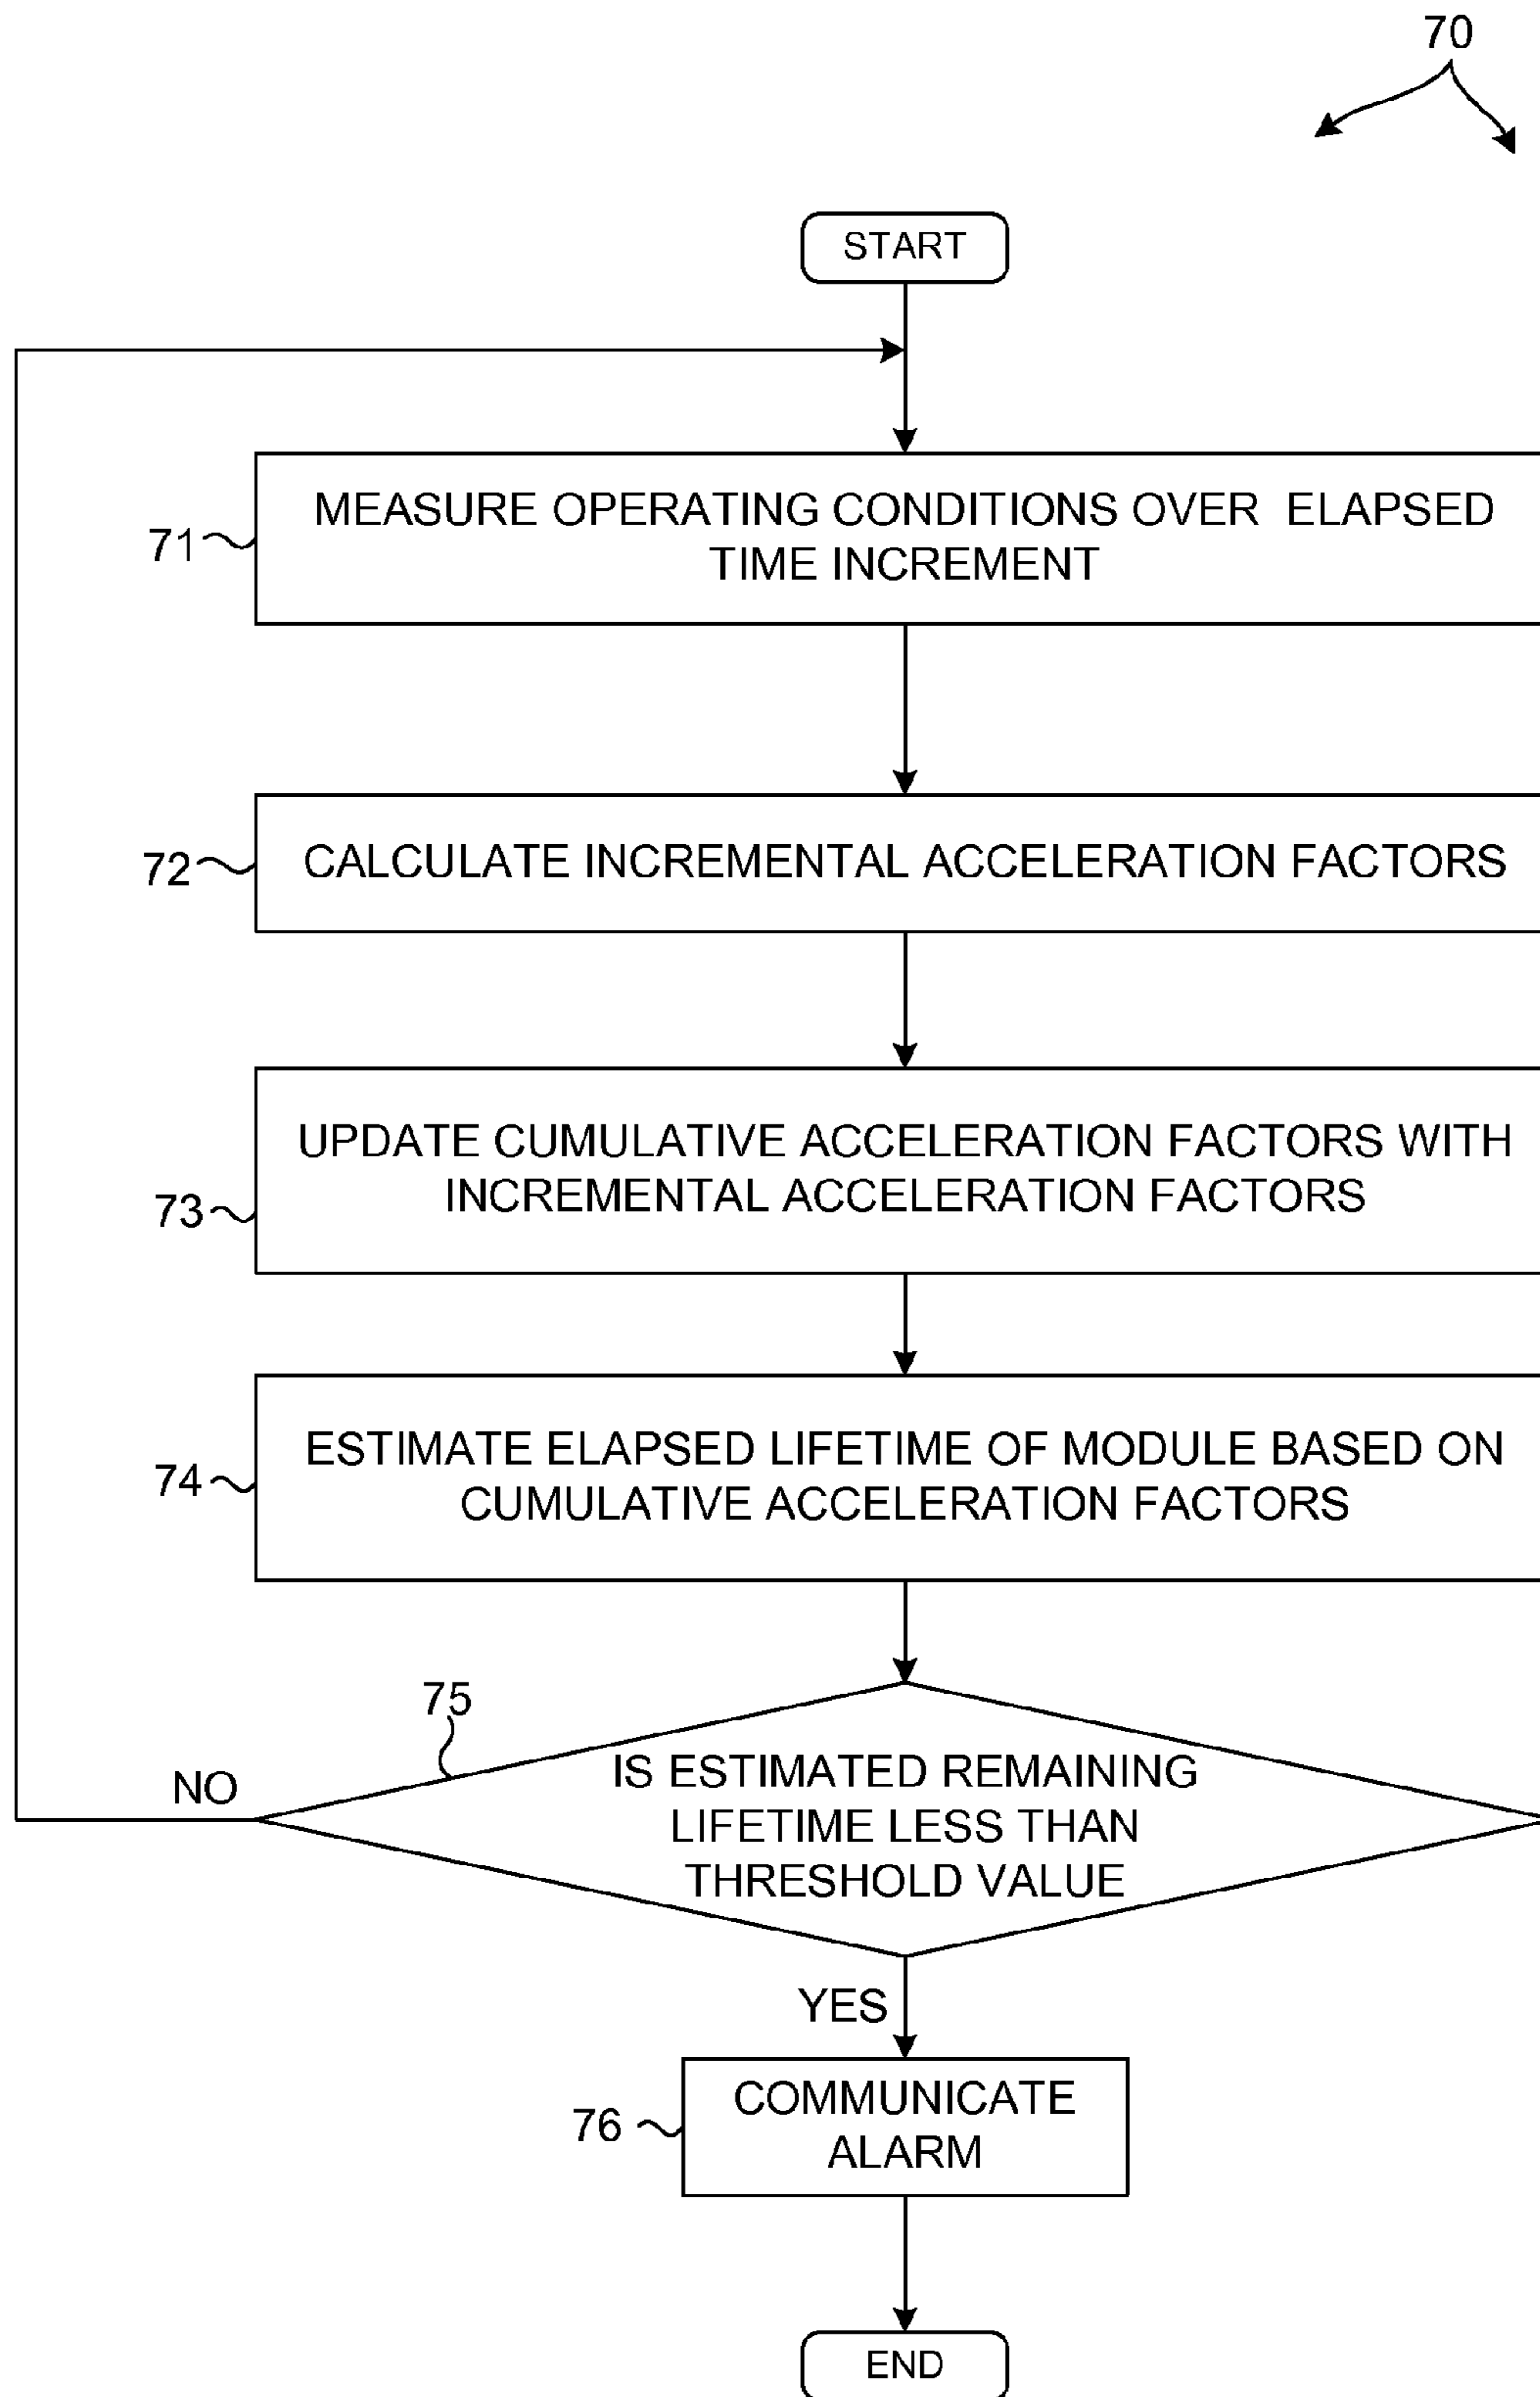 70
START
71
MEASURE OPERATING CONDITIONS OVER ELAPSED
TIME INCREMENT
72
CALCULATE INCREMENTAL ACCELERATION FACTORS
73
UPDATE CUMULATIVE ACCELERATION FACTORS WITH
INCREMENTAL ACCELERATION FACTORS
74
ESTIMATE ELAPSED LIFETIME OF MODULE BASED ON
CUMULATIVE ACCELERATION FACTORS
75
NO
IS ESTIMATED REMAINING
LIFETIME LESS THAN
THRESHOLD VALUE
YES
76
COMMUNICATE
ALARM
END